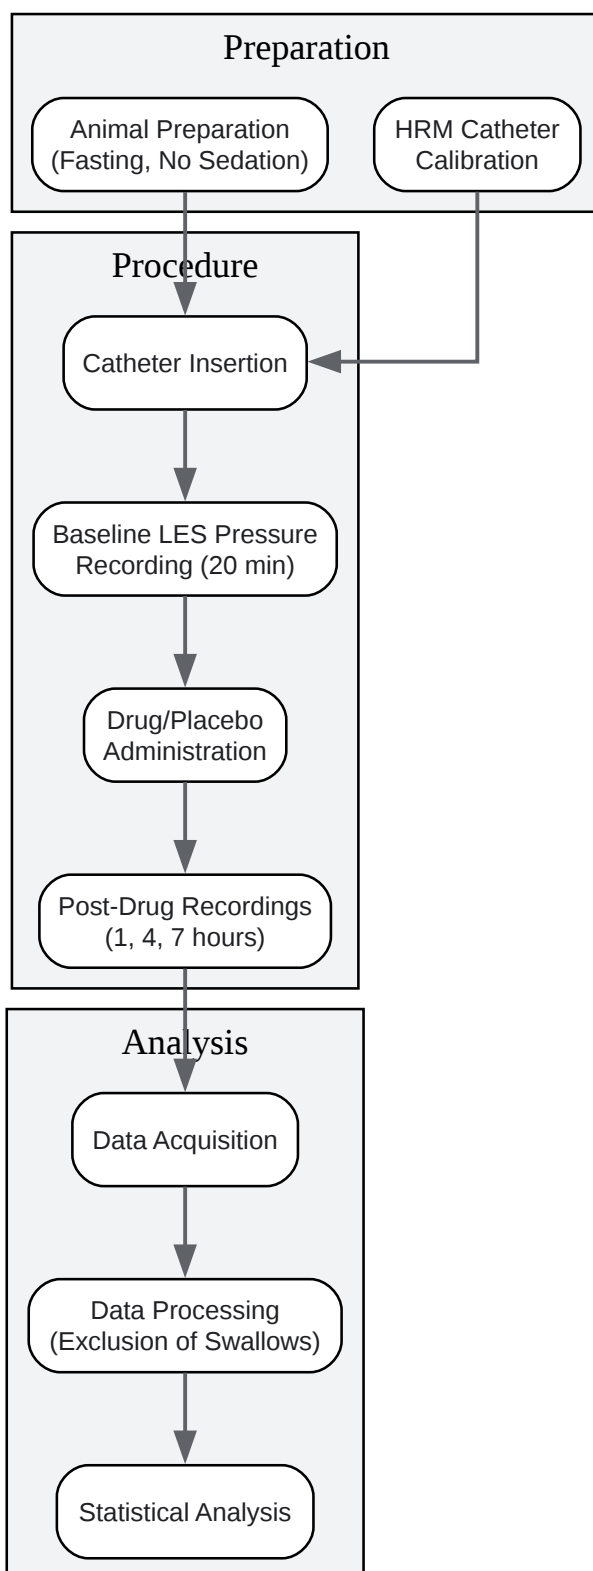 Preparation
Animal Preparation
(Fasting, No Sedation)
HRM Catheter
Calibration
Procedure
Catheter Insertion
Baseline LES Pressure
Recording (20 min)
Drug/Placebo
Administration
Post-Drug Recordings
(1, 4, 7 hours)
Analysis
Data Acquisition
Data Processing
(Exclusion of Swallows)
Statistical Analysis